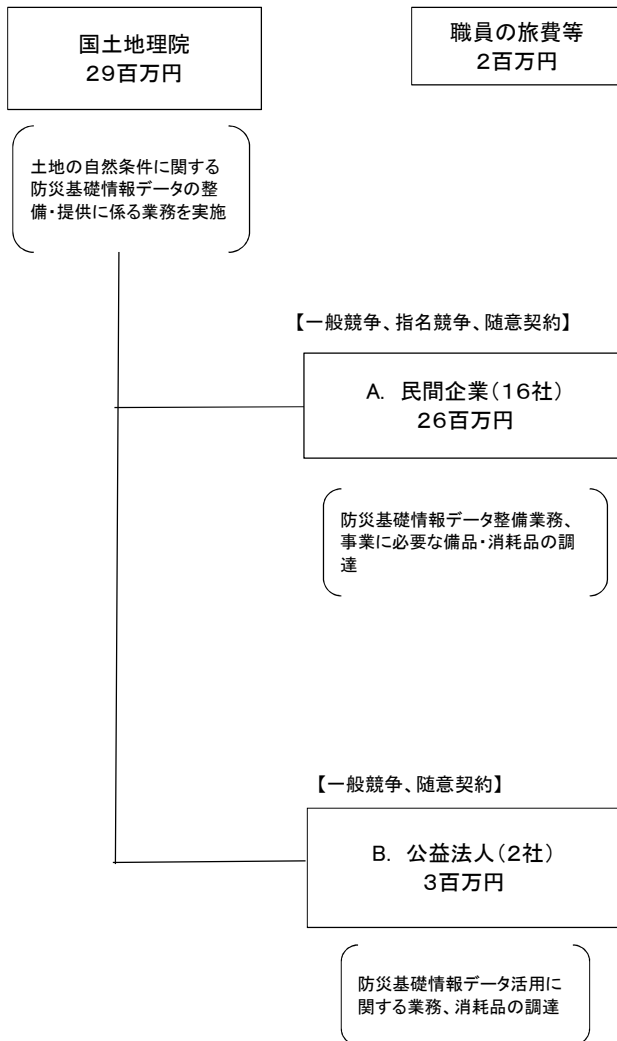 国土地理院
29百万円
職員の旅費等
2百万円
土地の自然条件に関する
防災基礎情報データの整
備・提供に係る業務を実施
【一般競争、指名競争、随意契約】
A. 民間企業(16社)
26百万円
防災基礎情報データ整備業務、
事業に必要な備品・消耗品の調
達
【一般競争、随意契約】
B. 公益法人(2社)
3百万円
防災基礎情報データ活用に
関する業務、消耗品の調達